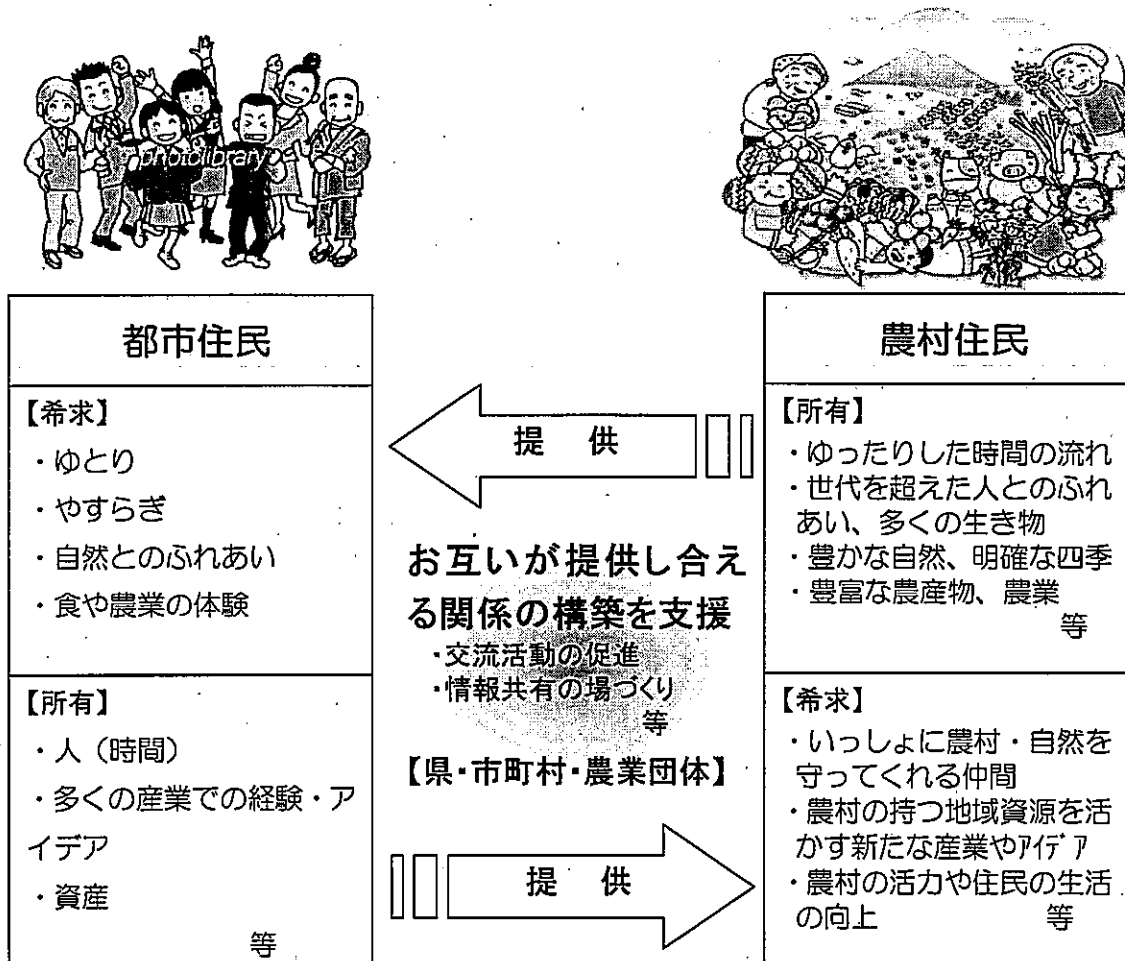 photolibrary
都市住民
【希求】
・ゆとり
・やすらぎ
・自然とのふれあい
・食や農業の体験
【所有】
・人（時間）
・多くの産業での経験・ア
イデア
・資産
等
提　供
お互いが提供し合え
る関係の構築を支援
・交流活動の促進
・情報共有の場づくり
等
【県・市町村・農業団体】
提　供
農村住民
【所有】
・ゆったりした時間の流れ
・世代を超えた人とのふれ
あい、多くの生き物
・豊かな自然、明確な四季
・豊富な農産物、農業
等
【希求】
・いっしょに農村・自然を
守ってくれる仲間
・農村の持つ地域資源を活
かす新たな産業やｱｲﾃﾞｱ
・農村の活力や住民の生活
の向上　等